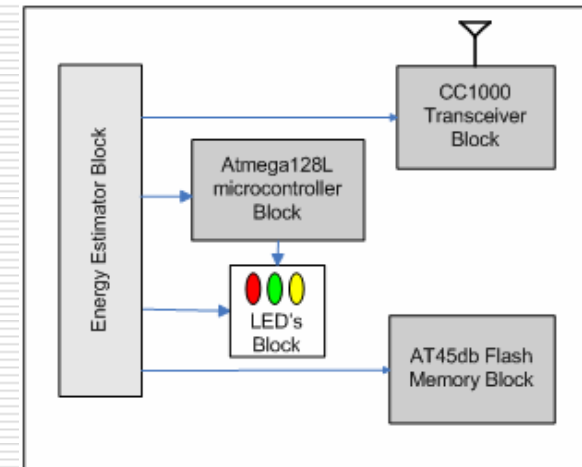 Energy Estimator Block
CC1000
Transceiver
Block
Atmega128L
microcontroller
Block
LED's
Block
AT45db Flash
Memory Block